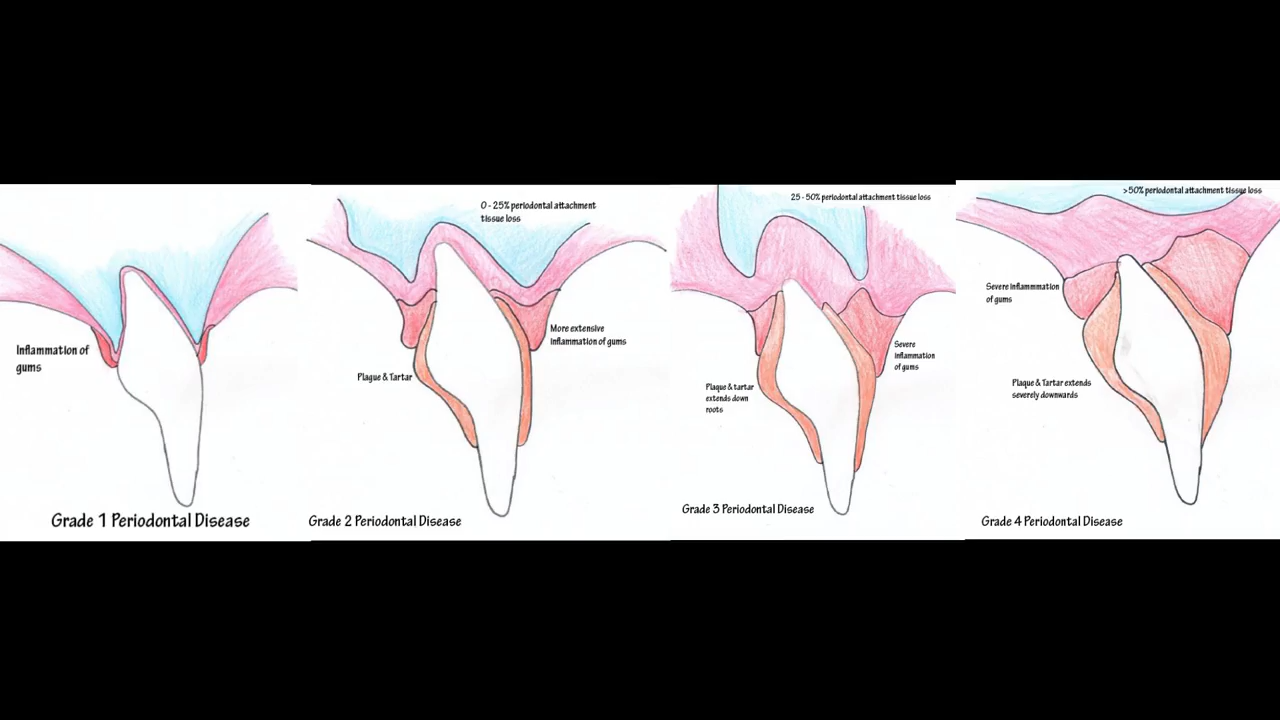 Inflammation of
gums
Grade 1 Periodontal Disease
0 - 25% periodontal attachment
tissue loss
More extensive
inflammation of gums
Plaque & Tartar
Grade 2 Periodontal Disease
25 - 50% periodontal attachment tissue loss
Severe
inflammation
of gums
Plaque & tartar
extends down
roots
Grade 3 Periodontal Disease
>50% periodontal attachment tissue loss
Severe inflammmation
of gums
Plaque & Tartar extends
severely downwards
Grade 4 Periodontal Disease